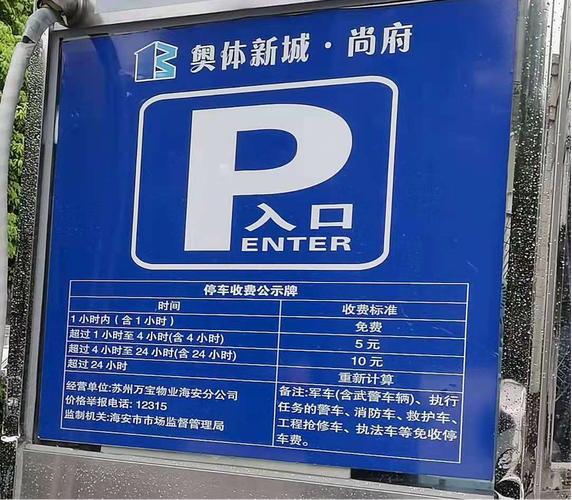 奥体新城·尚府
P
入口
ENTER
停车收费公示牌
时间 收费标准
1小时内（含1小时） 免费
超过1小时至4小时(含4小时) 5元
超过4小时至24小时(含24小时) 10元
超过24小时 重新计算
经营单位:苏州万宝物业海安分公司
价格举报电话: 12315
监制机关:海安市市场监督管理局
备注:军车(含武警车辆)、执行
任务的警车、消防车、救护车、
工程抢修车、执法车等免收停
车费。